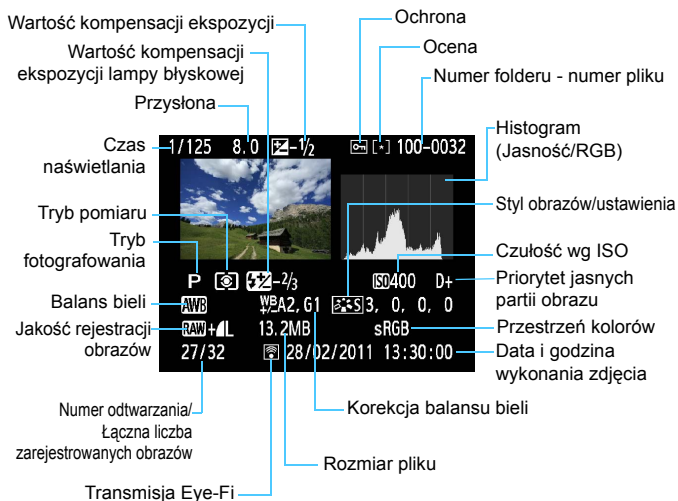 Wartość kompensacji ekspozycji
Ochrona
Wartość kompensacji
ekspozycji lampy błyskowej
Ocena
Numer folderu - numer pliku
Przysłona
Czas
naświetlania
1/125 8.0 -1/2 [*] 100-0032
Histogram
(Jasność/RGB)
Tryb pomiaru
Styl obrazów/ustawienia
Tryb
fotografowania
Czułość wg ISO
P -2/3 ISO400 D+
Priorytet jasnych
partii obrazu
Balans bieli
AWB WB A2, G1 S 3, 0, 0, 0
Jakość rejestracji
obrazów
RAW+L 13.2MB sRGB
Przestrzeń kolorów
27/32 28/02/2011 13:30:00
Data i godzina
wykonania zdjęcia
Numer odtwarzania/
Łączna liczba
zarejestrowanych obrazów
Korekcja balansu bieli
Rozmiar pliku
Transmisja Eye-Fi